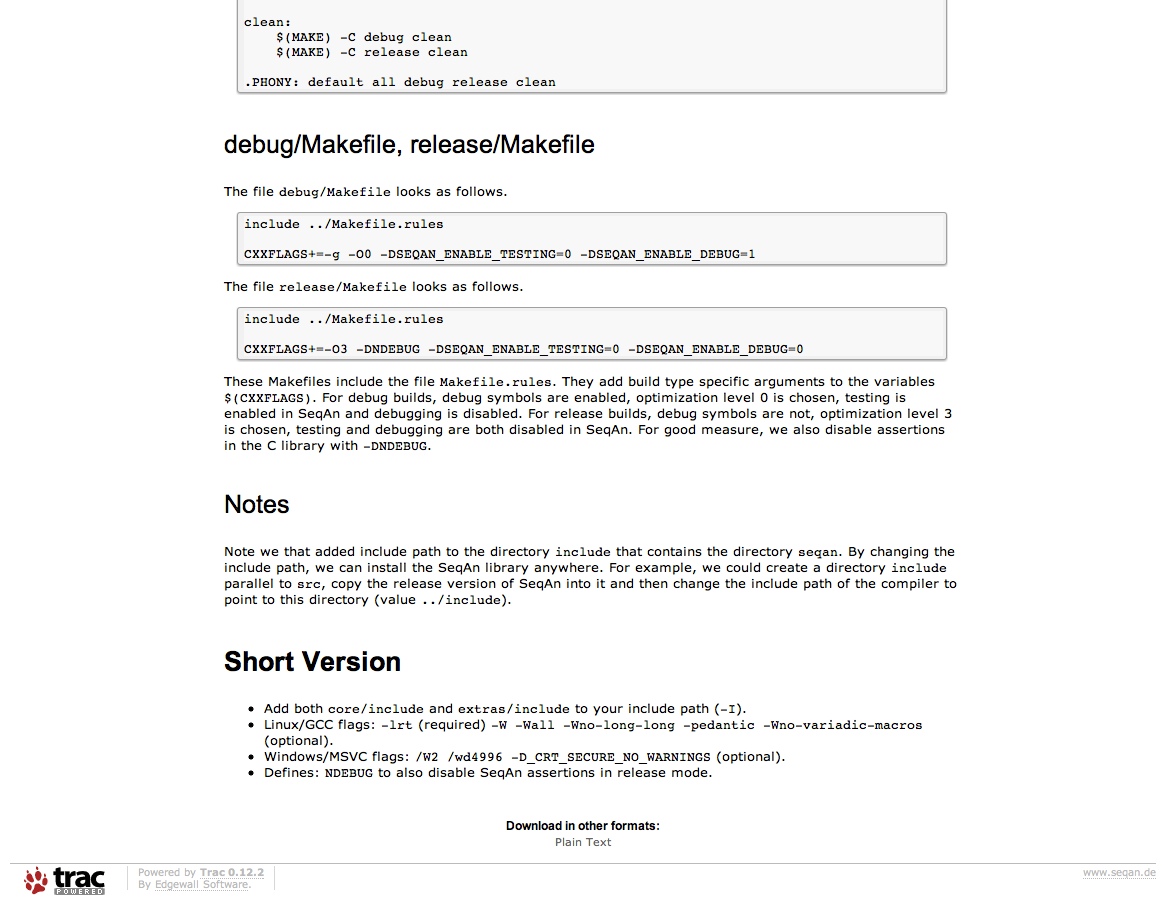 clean:
    $(MAKE) -C debug clean
    $(MAKE) -C release clean
.PHONY: default all debug release clean
debug/Makefile, release/Makefile
The file debug/Makefile looks as follows.
include ../Makefile.rules
CXXFLAGS+=-g -O0 -DSEQAN_ENABLE_TESTING=0 -DSEQAN_ENABLE_DEBUG=1
The file release/Makefile looks as follows.
include ../Makefile.rules
CXXFLAGS+=-O3 -DNDEBUG -DSEQAN_ENABLE_TESTING=0 -DSEQAN_ENABLE_DEBUG=0
These Makefiles include the file Makefile.rules. They add build type specific arguments to the variables
$(CXXFLAGS). For debug builds, debug symbols are enabled, optimization level 0 is chosen, testing is
enabled in SeqAn and debugging is disabled. For release builds, debug symbols are not, optimization level 3
is chosen, testing and debugging are both disabled in SeqAn. For good measure, we also disable assertions
in the C library with -DNDEBUG.
Notes
Note we that added include path to the directory include that contains the directory seqan. By changing the
include path, we can install the SeqAn library anywhere. For example, we could create a directory include
parallel to src, copy the release version of SeqAn into it and then change the include path of the compiler to
point to this directory (value ../include).
Short Version
• Add both core/include and extras/include to your include path (-I).
• Linux/GCC flags: -lrt (required) -W -Wall -Wno-long-long -pedantic -Wno-variadic-macros
(optional).
• Windows/MSVC flags: /W2 /wd4996 -D_CRT_SECURE_NO_WARNINGS (optional).
• Defines: NDEBUG to also disable SeqAn assertions in release mode.
Download in other formats:
Plain Text
trac
POWERED
Powered by Trac 0.12.2
By Edgewall Software.
www.seqan.de